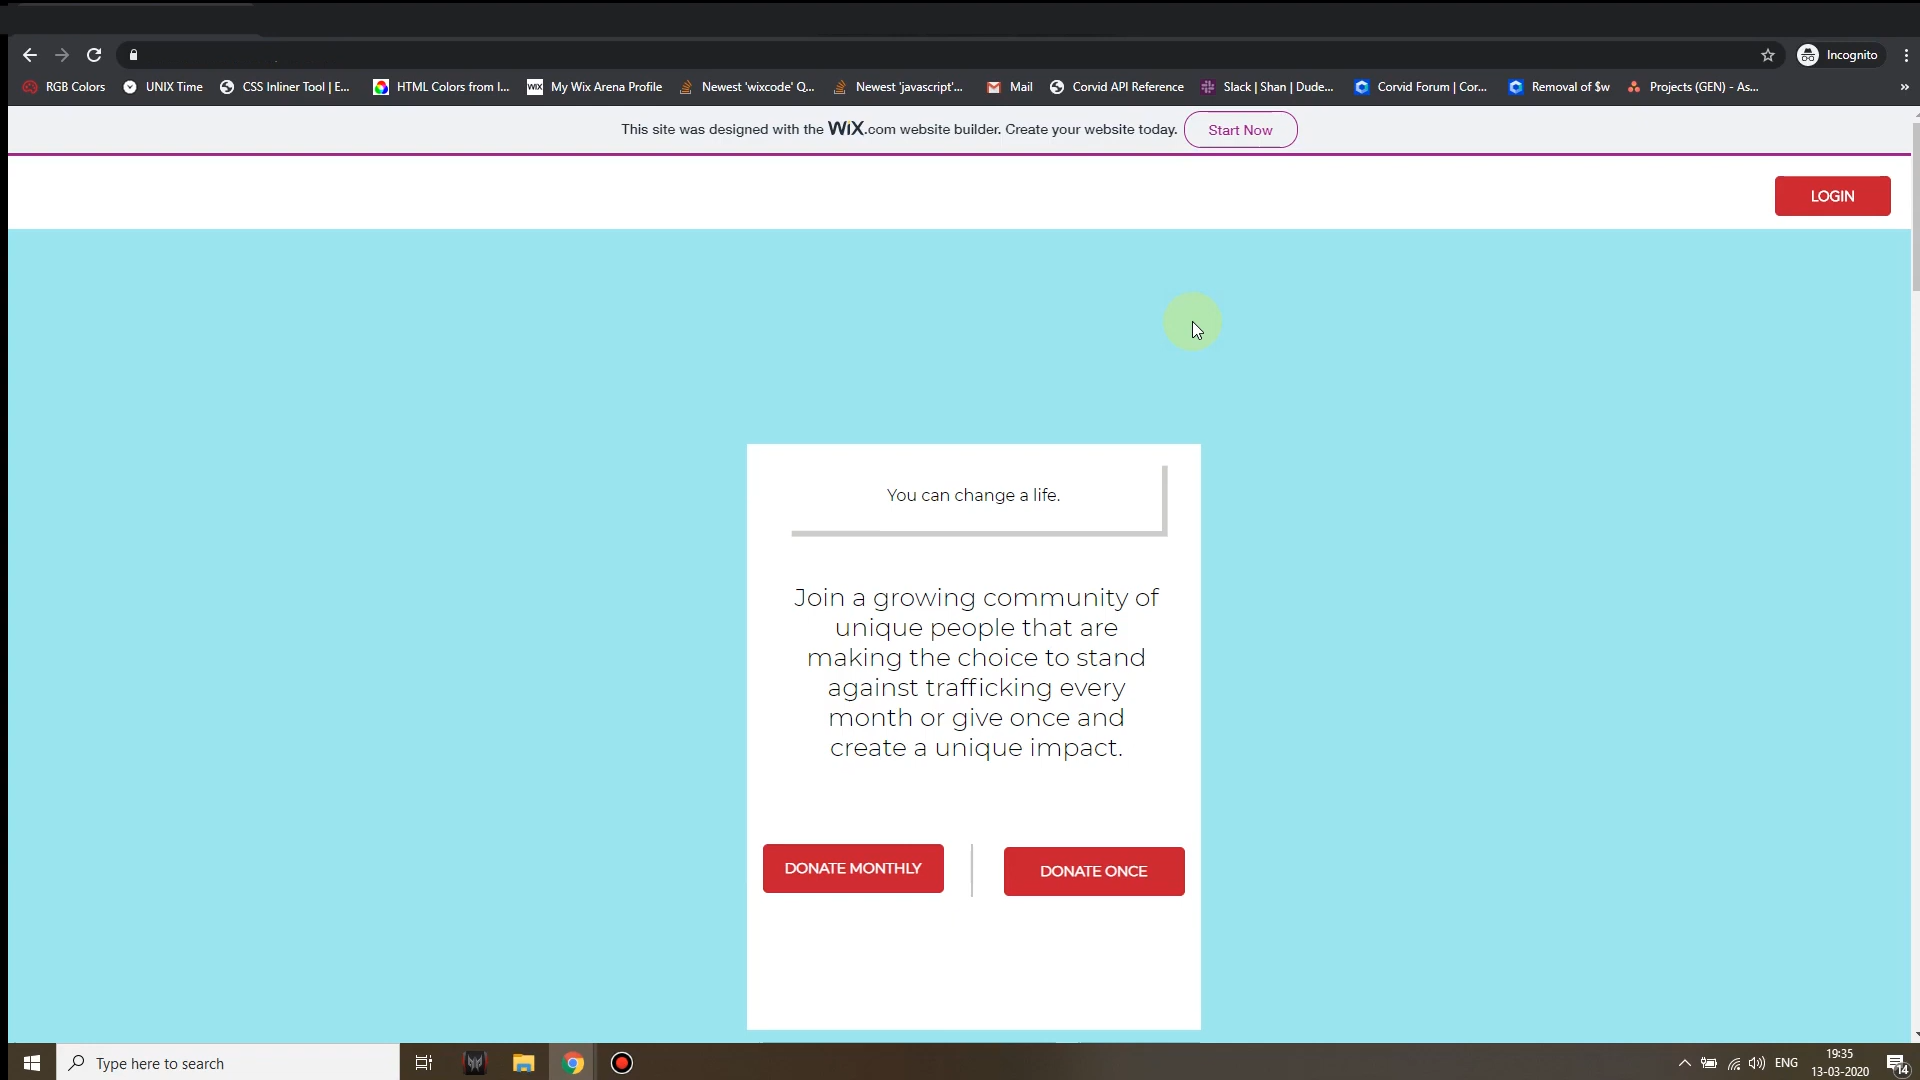 Incognito
RGB Colors
UNIX Time
CSS Inliner Tool | E...
HTML Colors from I...
WIX
My Wix Arena Profile
Newest 'wixcode' Q...
Newest 'javascript'...
Mail
Corvid API Reference
Slack | Shan | Dude...
Corvid Forum | Cor...
Removal of $w
Projects (GEN) - As...
»
This site was designed with the WiX.com website builder. Create your website today. Start Now
LOGIN
You can change a life.
Join a growing community of
unique people that are
making the choice to stand
against trafficking every
month or give once and
create a unique impact.
DONATE MONTHLY
DONATE ONCE
Type here to search
ENG
19:35
13-03-2020
14